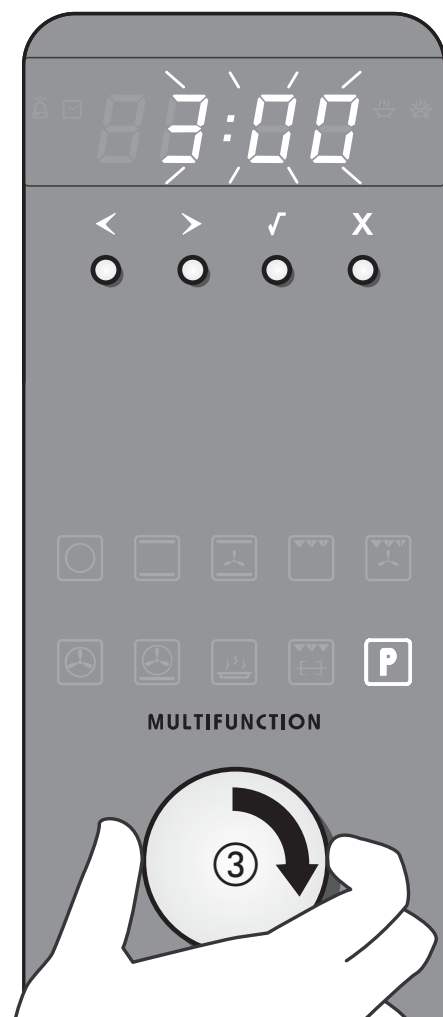 3:00
< > √ X
P
MULTIFUNCTION
③